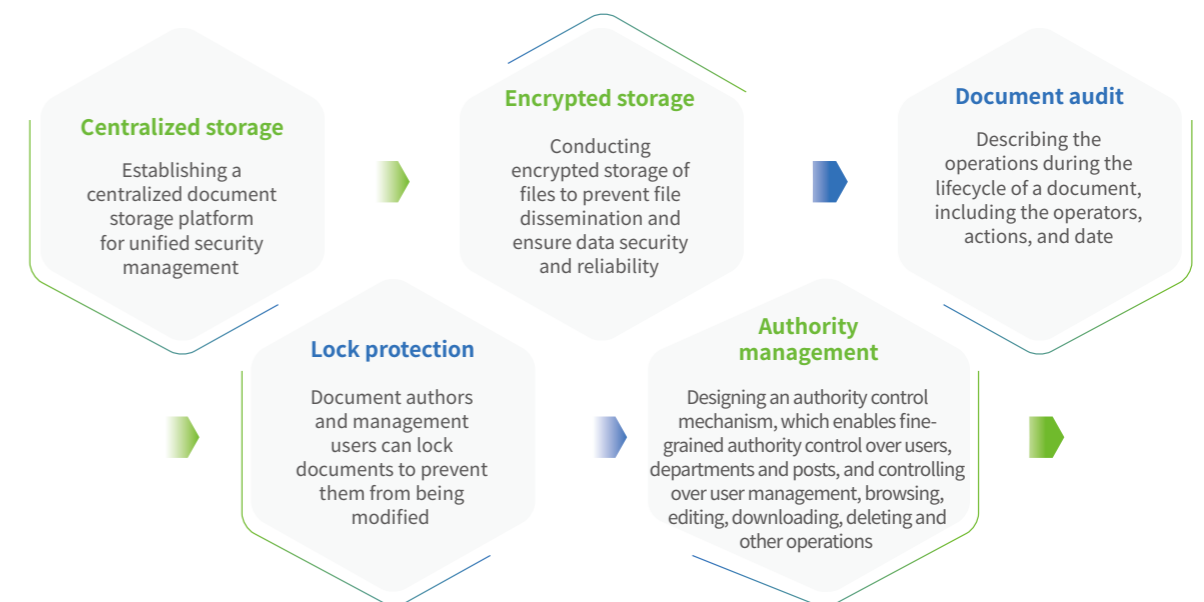 Centralized storage
Establishing a
centralized document
storage platform
for unified security
management
Encrypted storage
Conducting
encrypted storage of
files to prevent file
dissemination and
ensure data security
and reliability
Document audit
Describing the
operations during the
lifecycle of a document,
including the operators,
actions, and date
Lock protection
Document authors
and management
users can lock
documents to prevent
them from being
modified
Authority
management
Designing an authority control
mechanism, which enables fine-
grained authority control over users,
departments and posts, and controlling
over user management, browsing,
editing, downloading, deleting and
other operations